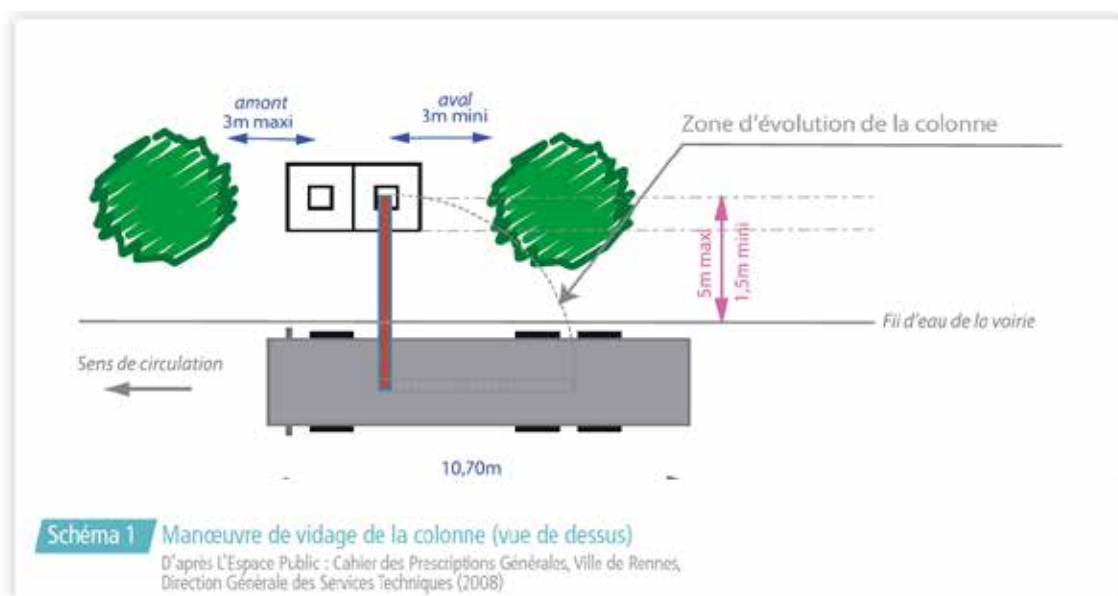 amont
3m maxi
aval
3m mini
Zone d'évolution de la colonne
5m maxi
1,5m mini
Fil d'eau de la voirie
Sens de circulation
10,70m
Schéma 1
Manœuvre de vidage de la colonne (vue de dessus)
D'après L'Espace Public : Cahier des Prescriptions Générales, Ville de Rennes,
Direction Générale des Services Techniques (2008)